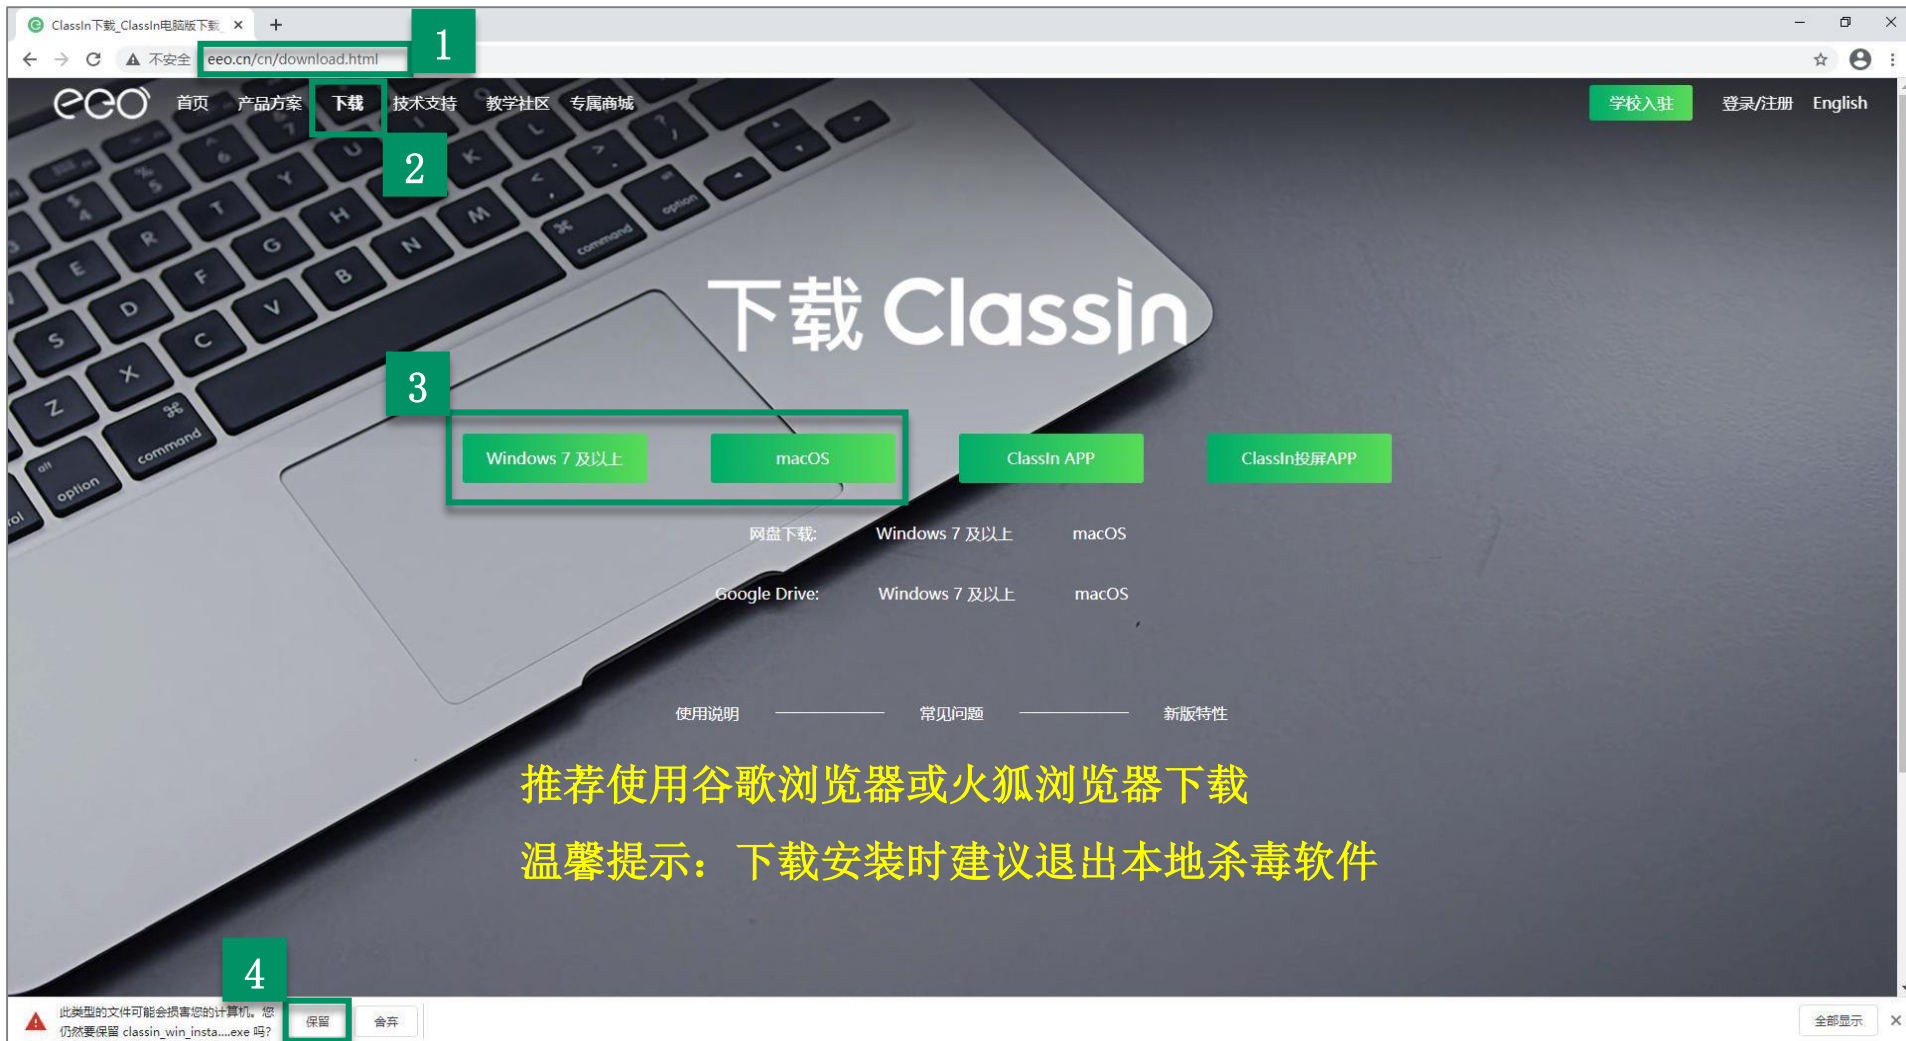 ClassIn下载_ClassIn电脑版下载_
1
不安全 eeo.cn/cn/download.html
eeo 首页 产品方案 下载 技术支持 教学社区 专属商城 学校入驻 登录/注册 English
2
下载 ClassIn
3
Windows 7 及以上 macOS ClassIn APP ClassIn投屏APP
网盘下载: Windows 7 及以上 macOS
Google Drive: Windows 7 及以上 macOS
使用说明 常见问题 新版特性
推荐使用谷歌浏览器或火狐浏览器下载
温馨提示：下载安装时建议退出本地杀毒软件
4
此类型的文件可能会损害您的计算机。您
仍然要保留 classin_win_insta....exe 吗?
保留 舍弃 全部显示